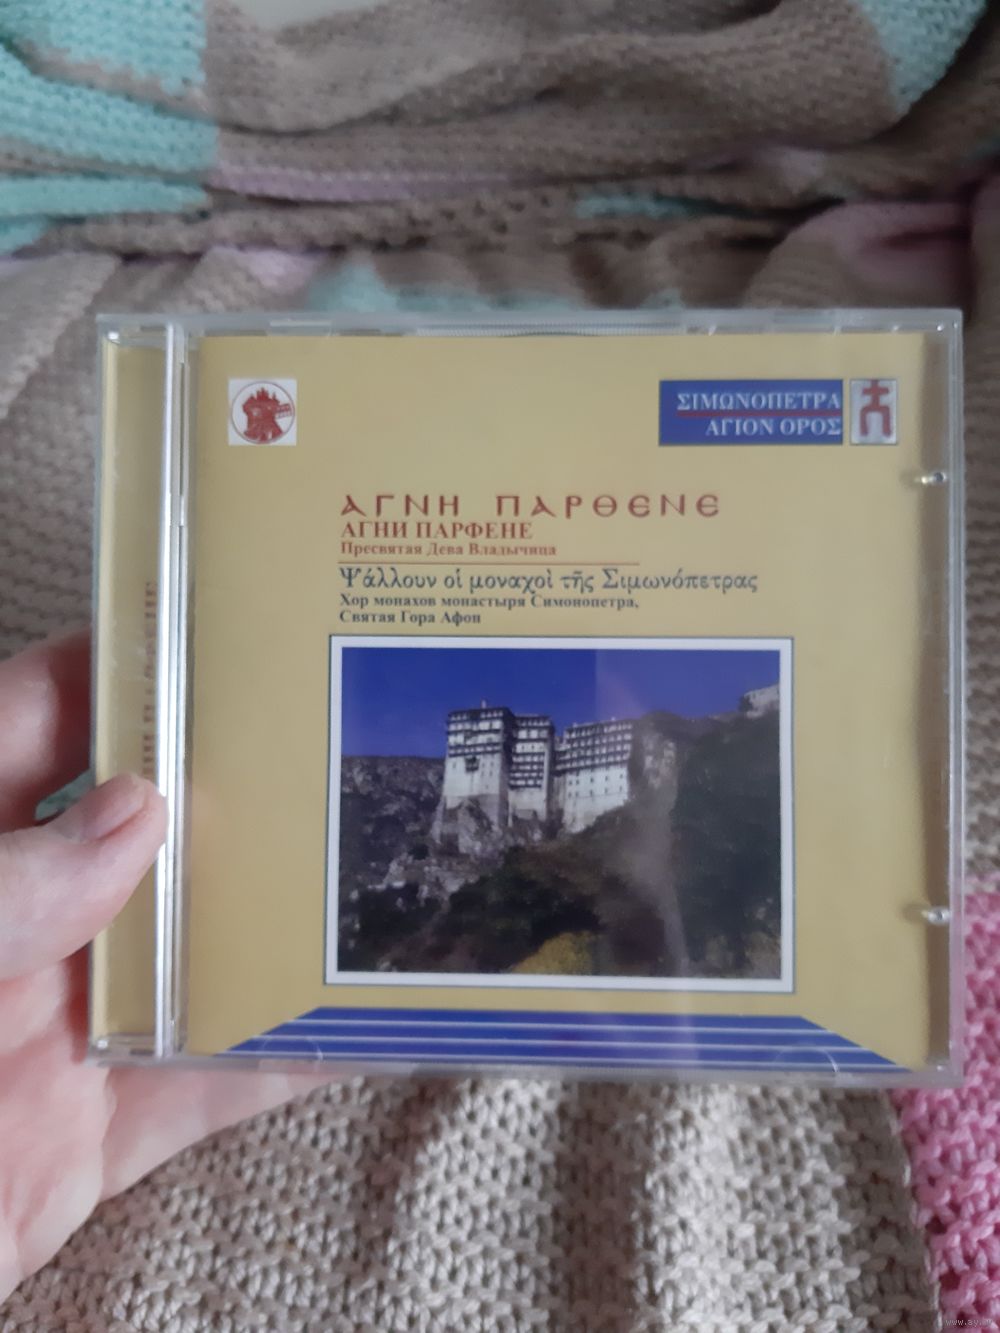 ΣΙΜΩΝΟΠΕΤΡΑ
ΑΓΙΟΝ ΟΡΟΣ
ΑΓΝΗ ΠΑΡΘΕΝΕ
АГНИ ПАРФЕНЕ
Пресвятая Дева Владычица
Ψάλλουν οἱ μοναχοὶ τῆς Σιμωνόπετρας
Хор монахов монастыря Симонопетра,
Святая Гора Афон